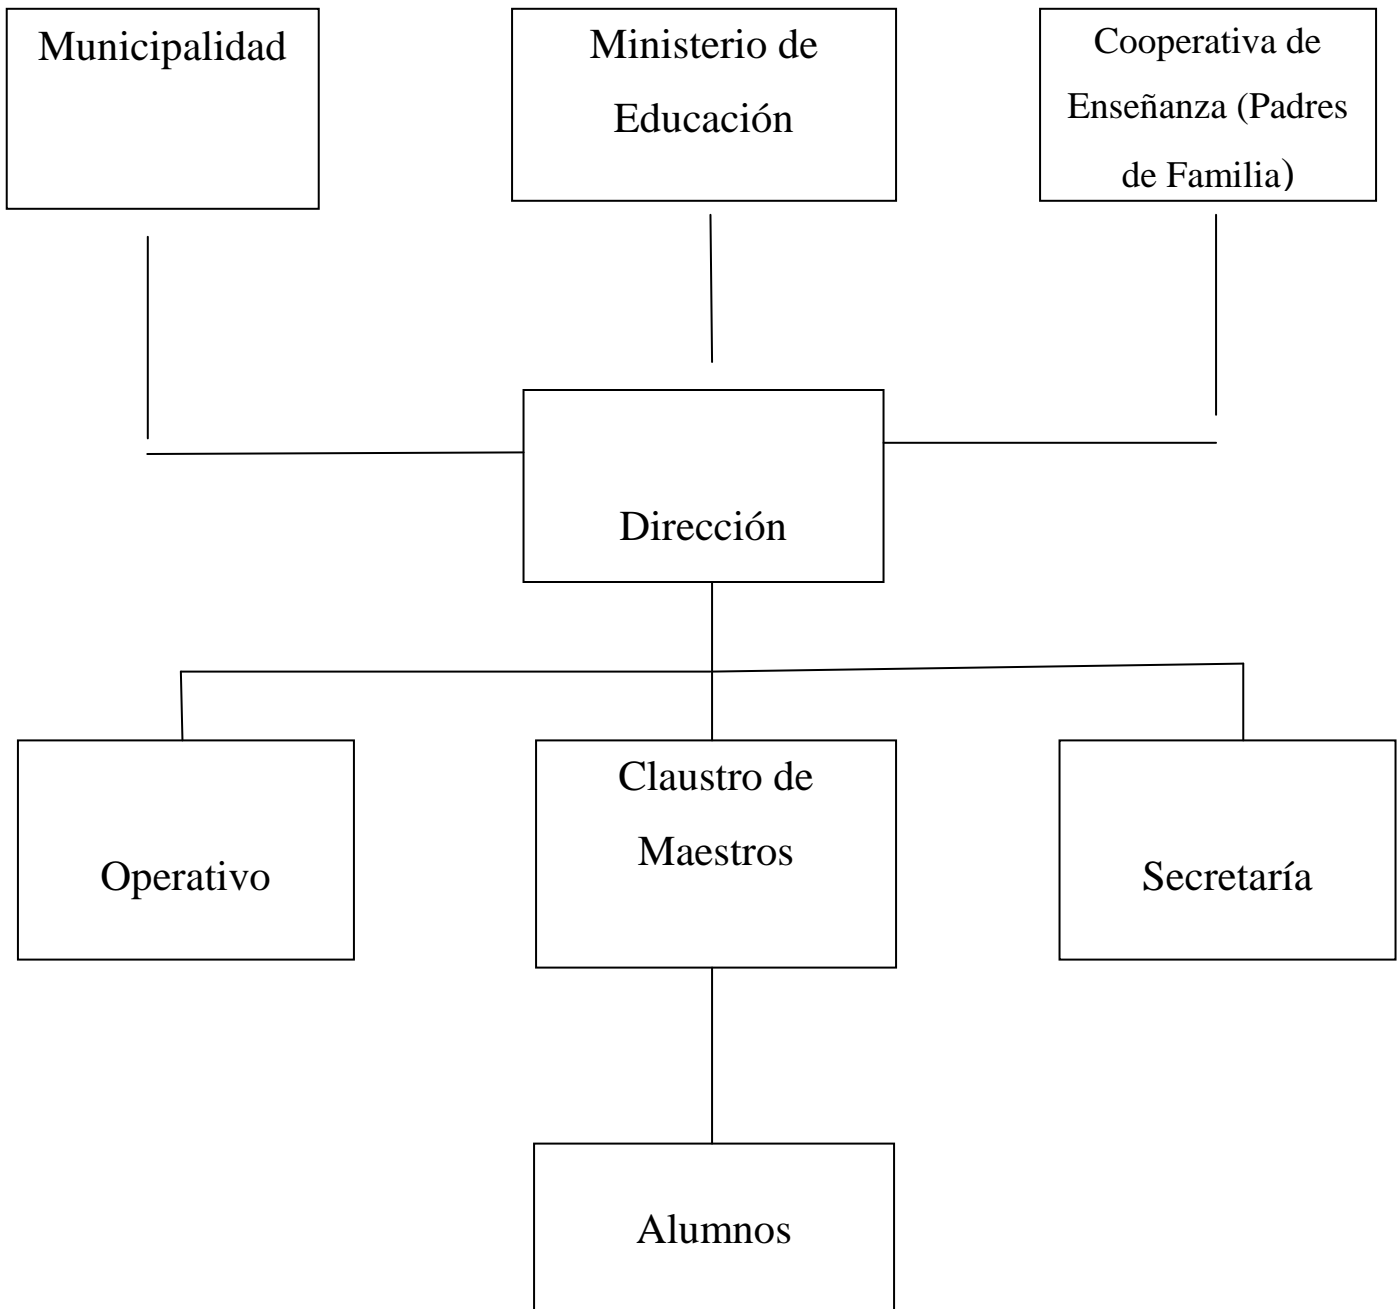 Municipalidad
Ministerio de
Educación
Cooperativa de
Enseñanza (Padres
de Familia)
Dirección
Operativo
Claustro de
Maestros
Secretaría
Alumnos